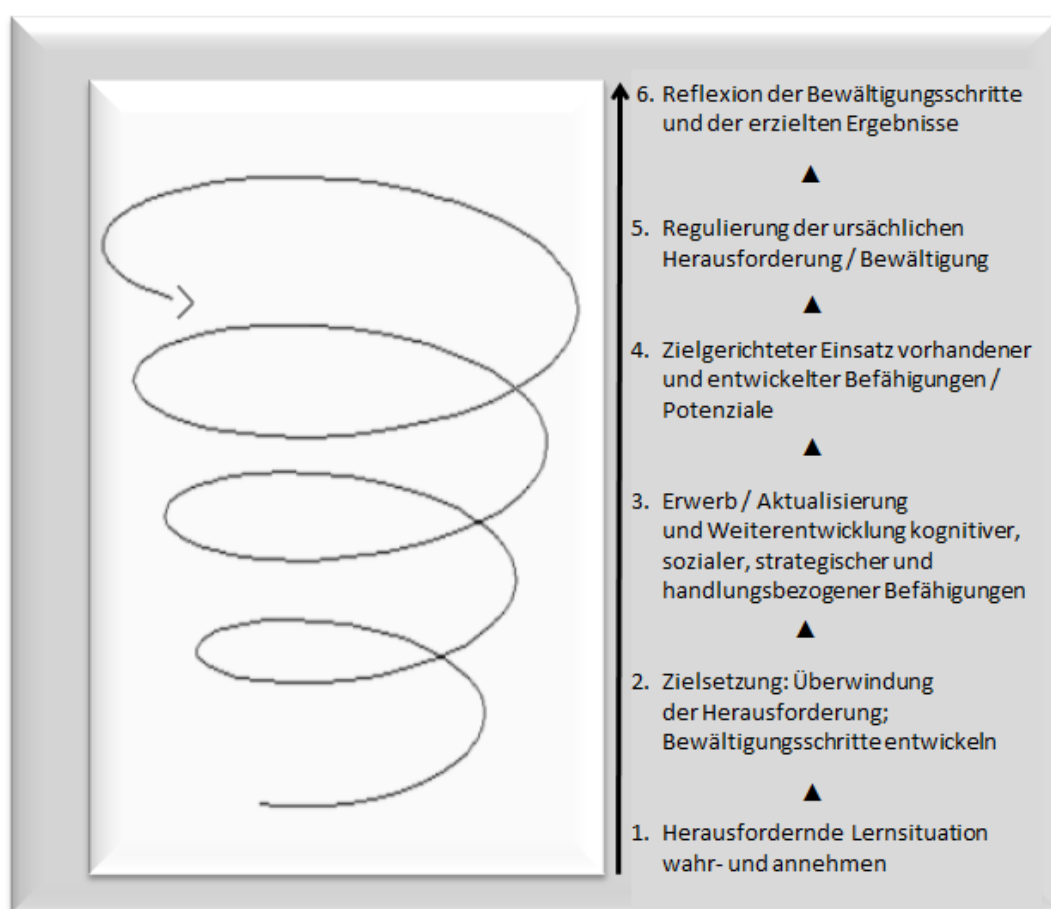 6. Reflexion der Bewältigungsschritte
und der erzielten Ergebnisse
▲
5. Regulierung der ursächlichen
Herausforderung / Bewältigung
▲
4. Zielgerichteter Einsatz vorhandener
und entwickelter Befähigungen /
Potenziale
▲
3. Erwerb / Aktualisierung
und Weiterentwicklung kognitiver,
sozialer, strategischer und
handlungsbezogener Befähigungen
▲
2. Zielsetzung: Überwindung
der Herausforderung;
Bewältigungsschritte entwickeln
▲
1. Herausfordernde Lernsituation
wahr- und annehmen